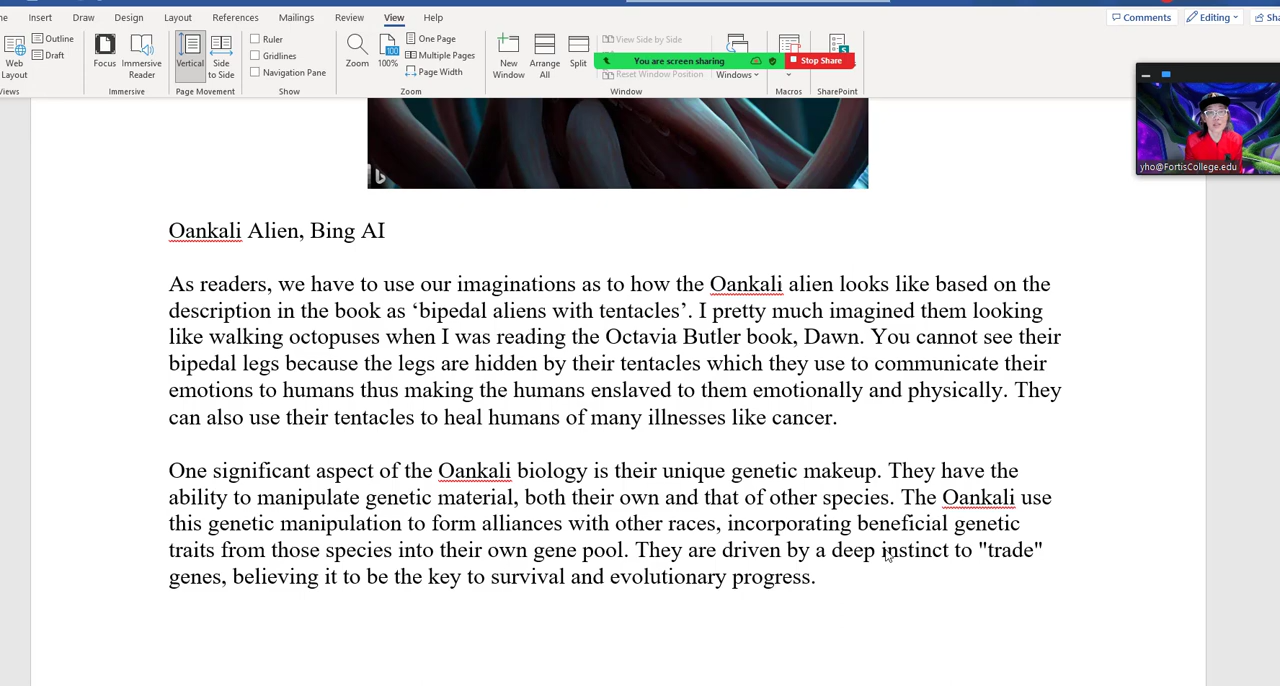 Insert Draw Design Layout References Mailings Review View Help Comments Editing
Web Layout Outline Draft Focus Immersive Reader Vertical Side to Side Ruler Gridlines Navigation Pane Zoom 100 100% One Page Multiple Pages Page Width New Window Arrange All Split View Side by Side Reset Window Position Windows Macros SharePoint
You are screen sharing Stop Share
Immersive Page Movement Show Zoom Window Macros SharePoint
yho@FortisCollege.edu
Oankali Alien, Bing AI
As readers, we have to use our imaginations as to how the Oankali alien looks like based on the
description in the book as ‘bipedal aliens with tentacles’. I pretty much imagined them looking
like walking octopuses when I was reading the Octavia Butler book, Dawn. You cannot see their
bipedal legs because the legs are hidden by their tentacles which they use to communicate their
emotions to humans thus making the humans enslaved to them emotionally and physically. They
can also use their tentacles to heal humans of many illnesses like cancer.
One significant aspect of the Oankali biology is their unique genetic makeup. They have the
ability to manipulate genetic material, both their own and that of other species. The Oankali use
this genetic manipulation to form alliances with other races, incorporating beneficial genetic
traits from those species into their own gene pool. They are driven by a deep instinct to "trade"
genes, believing it to be the key to survival and evolutionary progress.